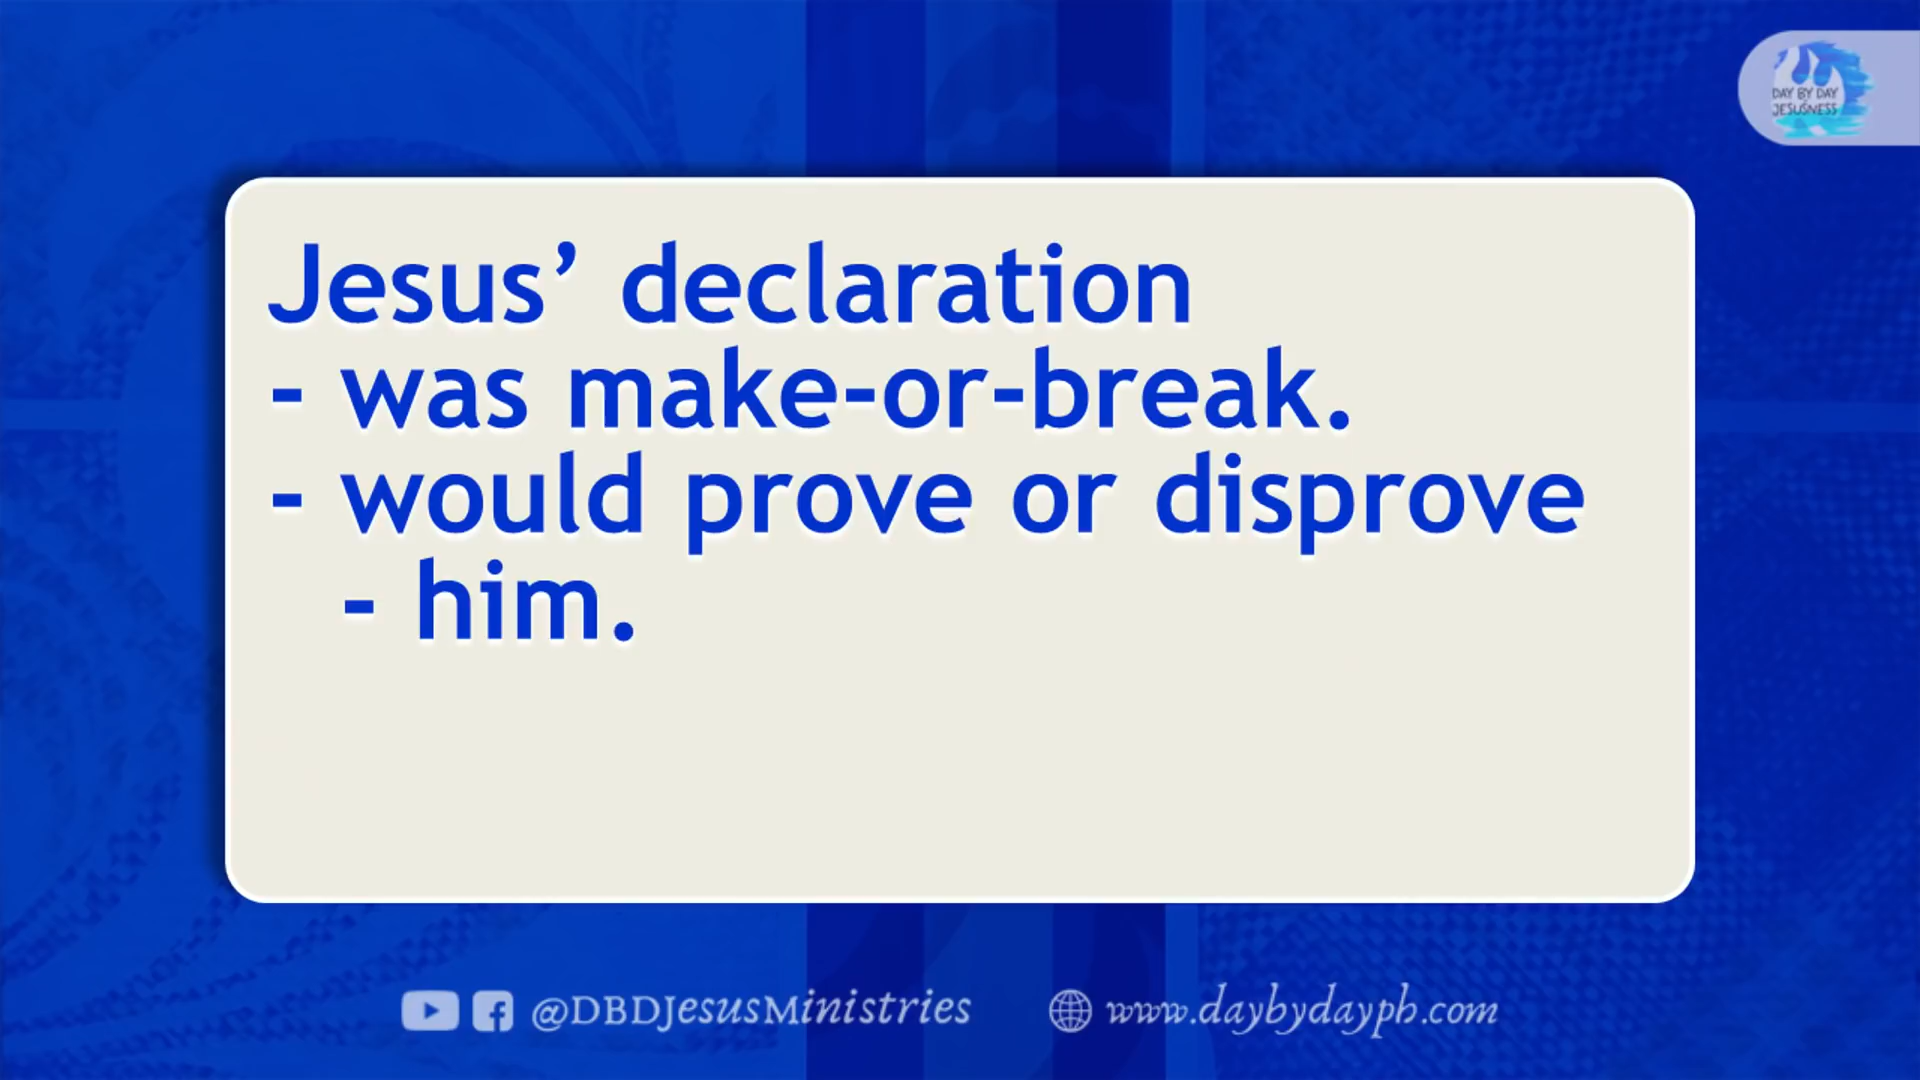 DAY BY DAY
JESUSNESS
Jesus’ declaration
- was make-or-break.
- would prove or disprove
- him.
@DBDJesusMinistries
www.daybydayph.com